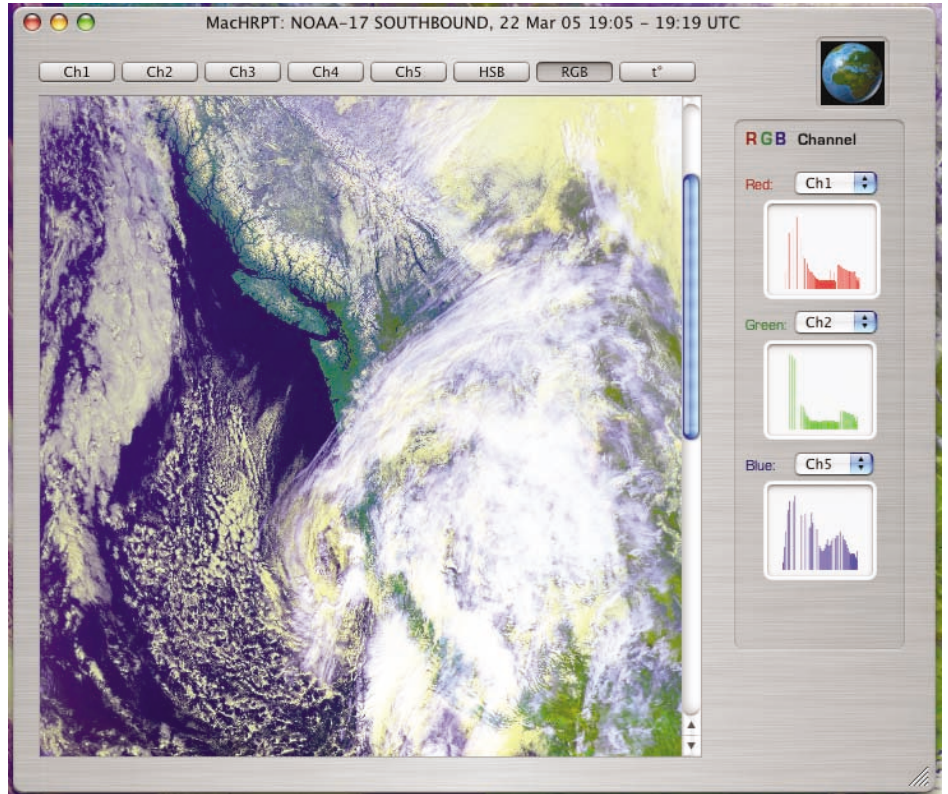 MacHRPT: NOAA-17 SOUTHBOUND, 22 Mar 05 19:05 – 19:19 UTC
Ch1 Ch2 Ch3 Ch4 Ch5 HSB RGB t°
RGB Channel
Red: Ch1
Green: Ch2
Blue: Ch5